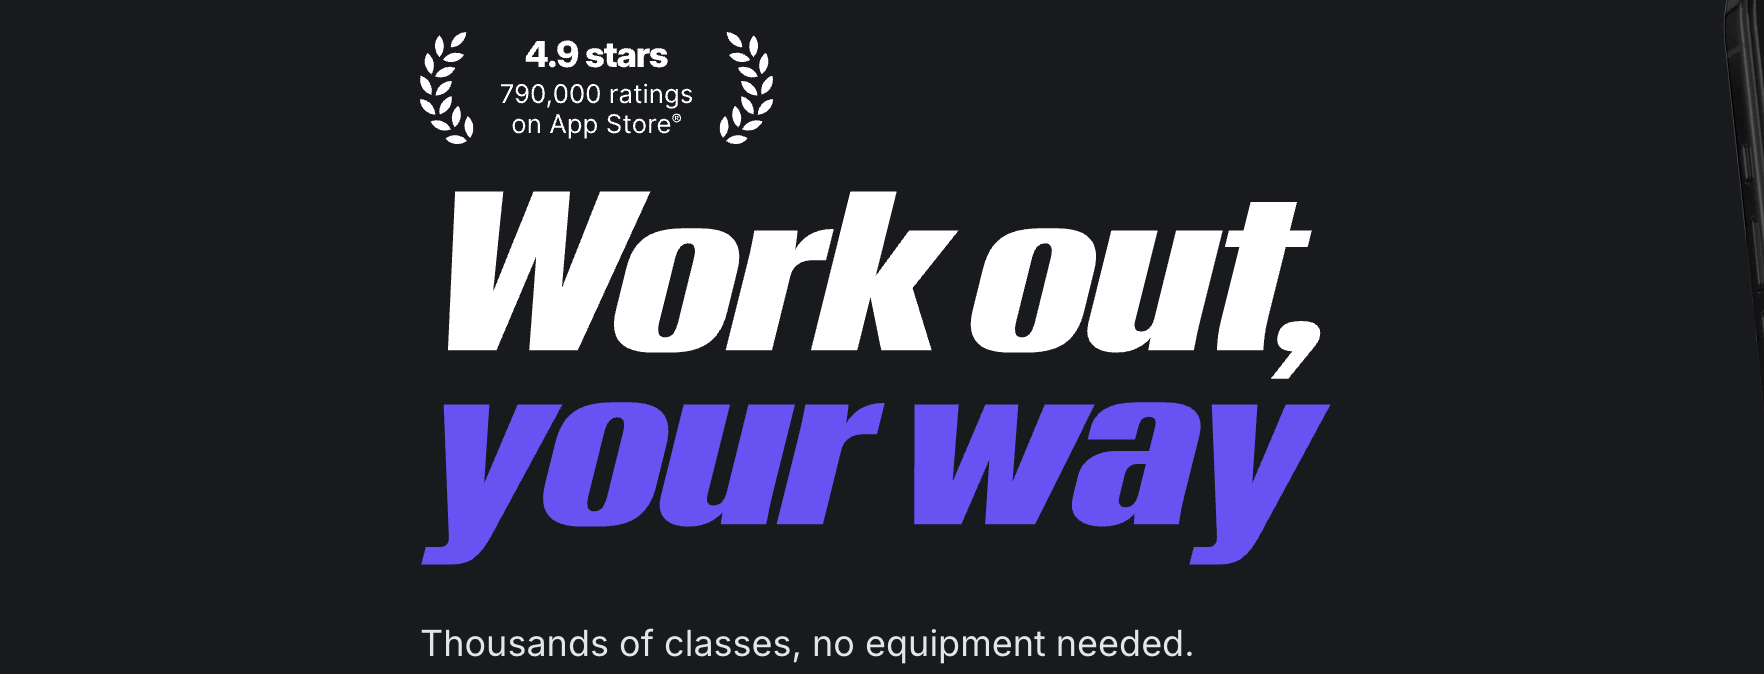 4.9 stars
790,000 ratings
on App Store®
Work out,
your way
Thousands of classes, no equipment needed.